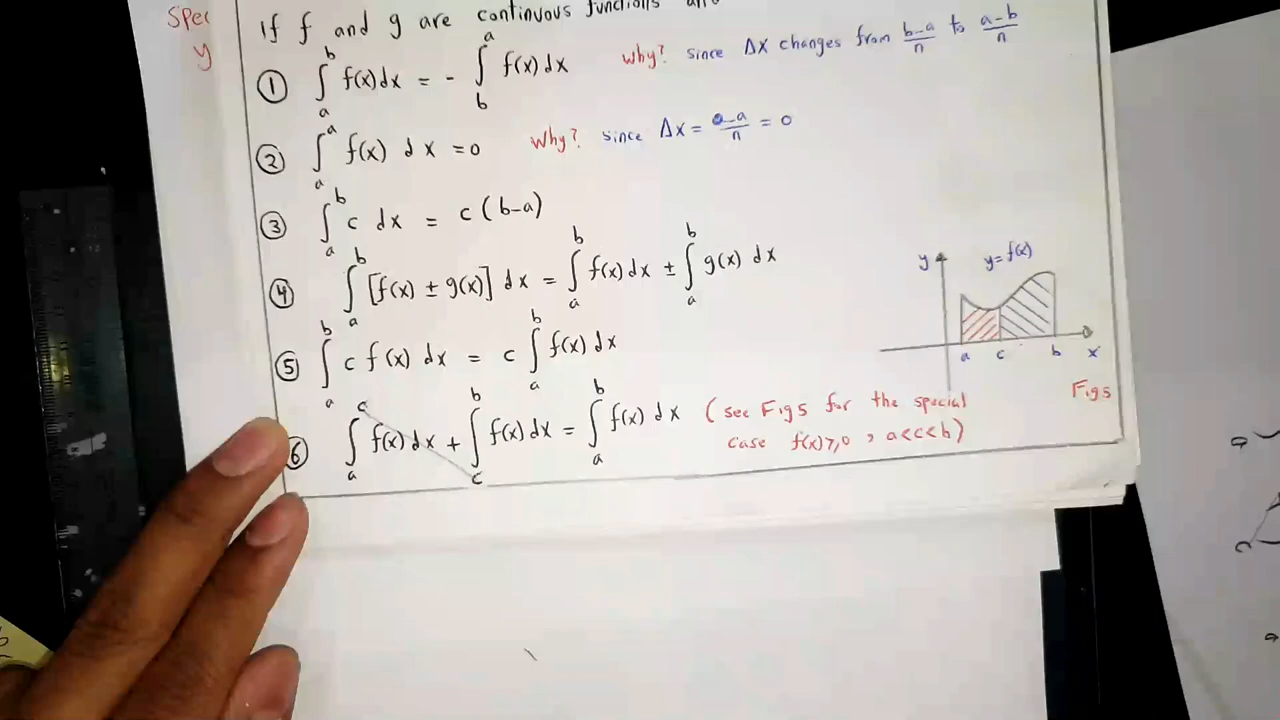 Spec
y
If f and g are continuous functions
① ∫_a^b f(x)dx = - ∫_b^a f(x)dx why? since Δx changes from (b-a)/n to (a-b)/n
② ∫_a^a f(x) dx = 0 Why? since Δx = (a-a)/n = 0
③ ∫_a^b c dx = c (b-a)
④ ∫_a^b [f(x) ± g(x)] dx = ∫_a^b f(x)dx ± ∫_a^b g(x) dx
⑤ ∫_a^b c f(x) dx = c ∫_a^b f(x)dx
⑥ ∫_a^c f(x)dx + ∫_c^b f(x)dx = ∫_a^b f(x) dx (see Fig5 for the special
case f(x)≥0 , a<c<b)
y
y=f(x)
a c b x
Fig5